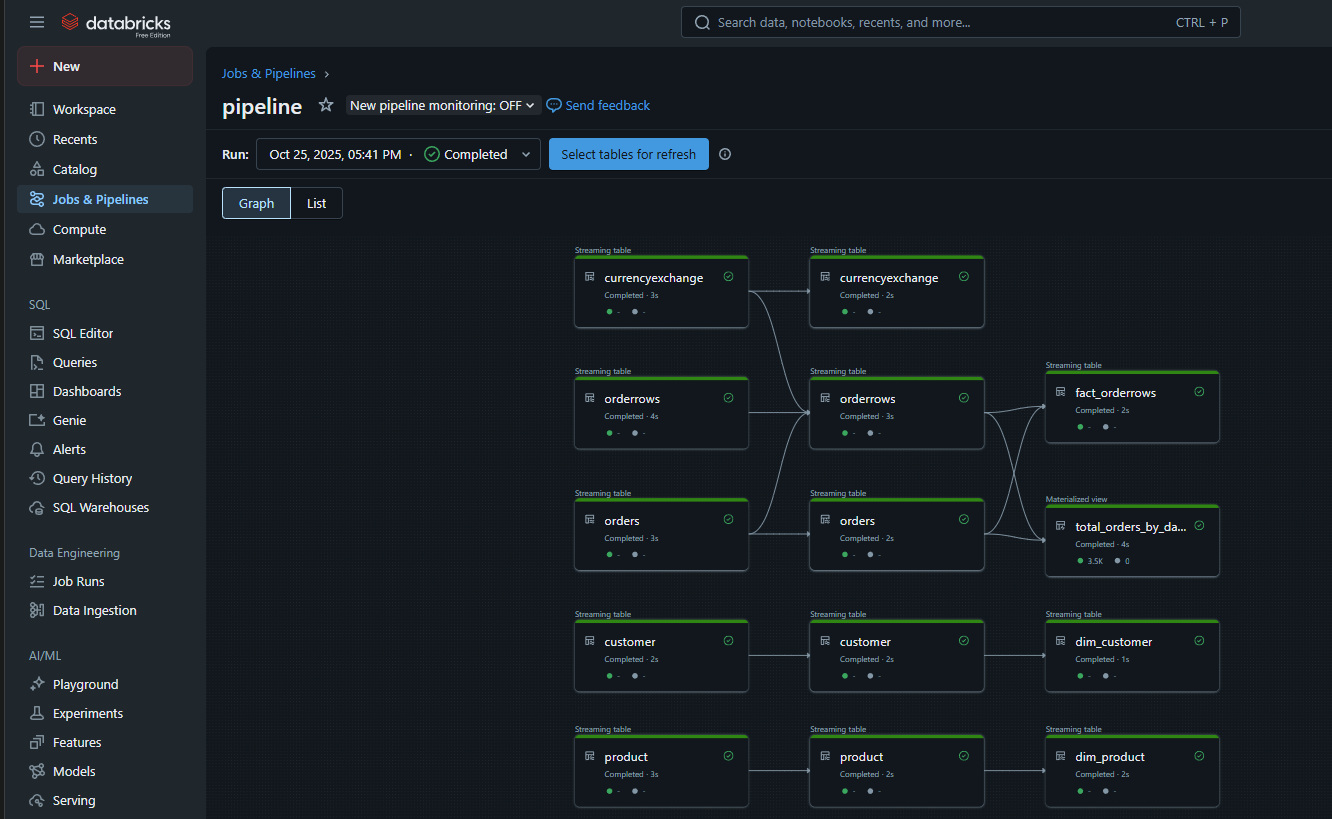 databricks
Free Edition
Search data, notebooks, recents, and more...
CTRL + P
New
Workspace
Recents
Catalog
Jobs & Pipelines
Compute
Marketplace
SQL
SQL Editor
Queries
Dashboards
Genie
Alerts
Query History
SQL Warehouses
Data Engineering
Job Runs
Data Ingestion
AI/ML
Playground
Experiments
Features
Models
Serving
Jobs & Pipelines ›
pipeline
New pipeline monitoring: OFF
Send feedback
Run:
Oct 25, 2025, 05:41 PM · Completed
Select tables for refresh
Graph
List
Streaming table
currencyexchange
Completed · 3s
- -
Streaming table
currencyexchange
Completed · 2s
- -
Streaming table
orderrows
Completed · 4s
- -
Streaming table
orderrows
Completed · 3s
- -
Streaming table
fact_orderrows
Completed · 2s
- -
Streaming table
orders
Completed · 3s
- -
Streaming table
orders
Completed · 2s
- -
Materialized view
total_orders_by_da...
Completed · 4s
3.5K 0
Streaming table
customer
Completed · 2s
- -
Streaming table
customer
Completed · 2s
- -
Streaming table
dim_customer
Completed · 1s
- -
Streaming table
product
Completed · 3s
- -
Streaming table
product
Completed · 2s
- -
Streaming table
dim_product
Completed · 2s
- -